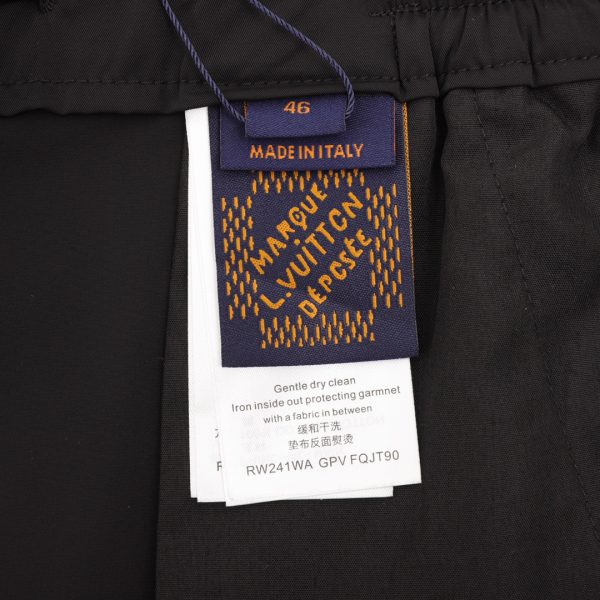 46
MADE IN ITALY
MARQUE
L.VUITTON
DÉPOSÉE
Gentle dry clean
Iron inside out protecting garmnet
with a fabric in between
缓和干洗
垫布反面熨烫
RW241WA GPV FQJT90